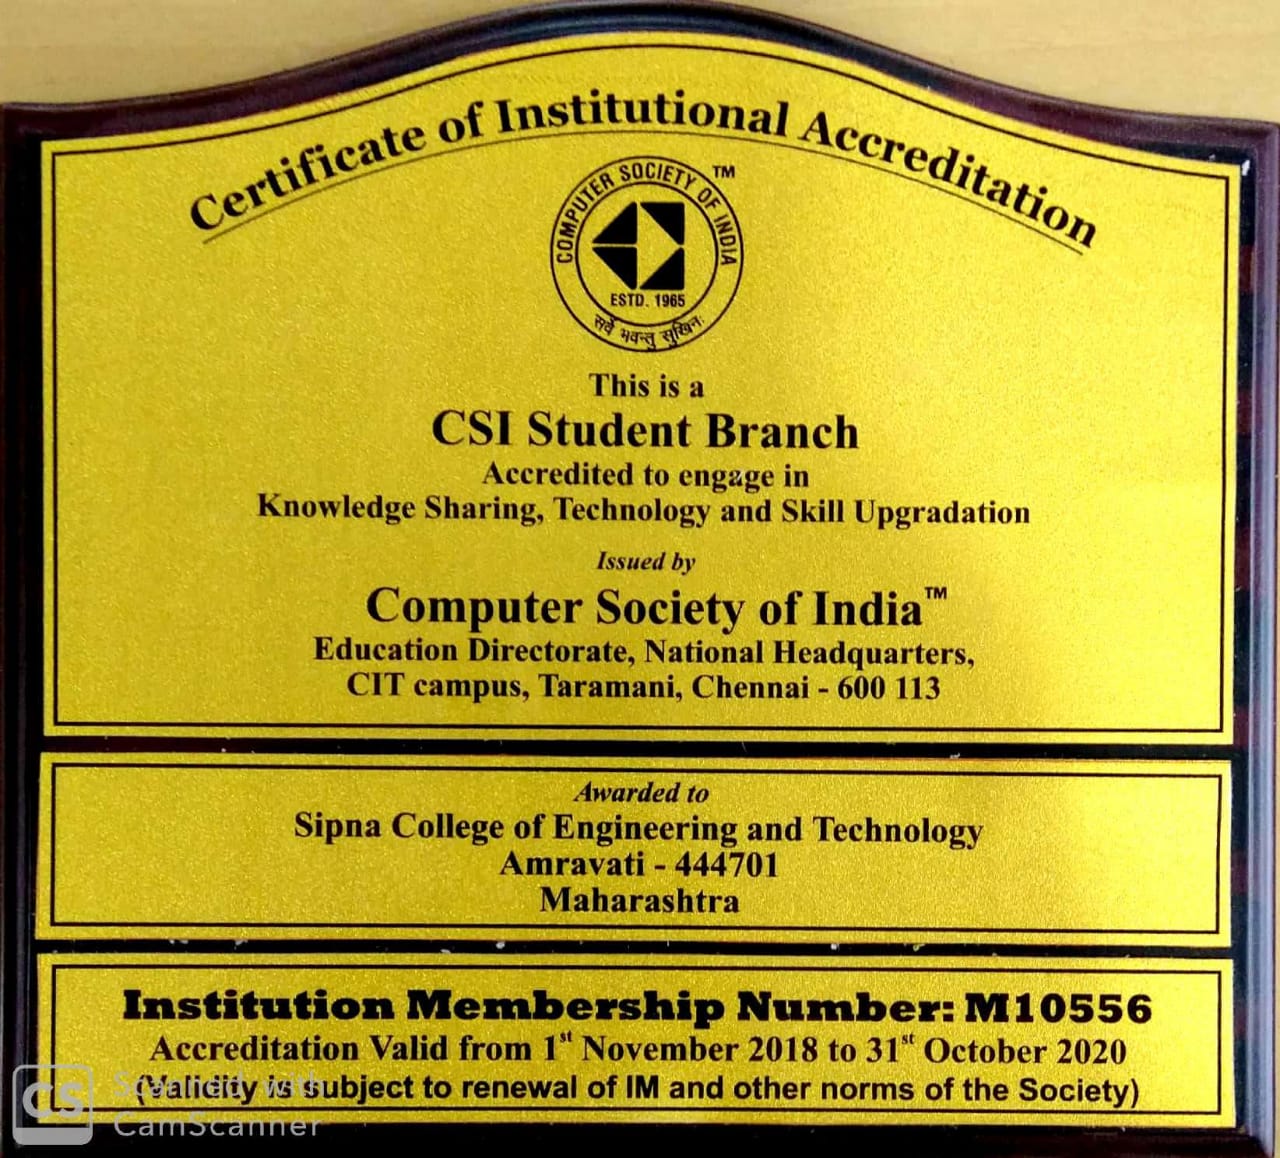 Certificate of Institutional Accreditation
COMPUTER SOCIETY OF INDIA ™
ESTD. 1965
सर्वे भवन्तु सुखिनः
This is a
CSI Student Branch
Accredited to engage in
Knowledge Sharing, Technology and Skill Upgradation
Issued by
Computer Society of India™
Education Directorate, National Headquarters,
CIT campus, Taramani, Chennai - 600 113
Awarded to
Sipna College of Engineering and Technology
Amravati - 444701
Maharashtra
Institution Membership Number: M10556
Accreditation Valid from 1st November 2018 to 31st October 2020
(Validity is subject to renewal of IM and other norms of the Society)
CS
Scanned with
CamScanner